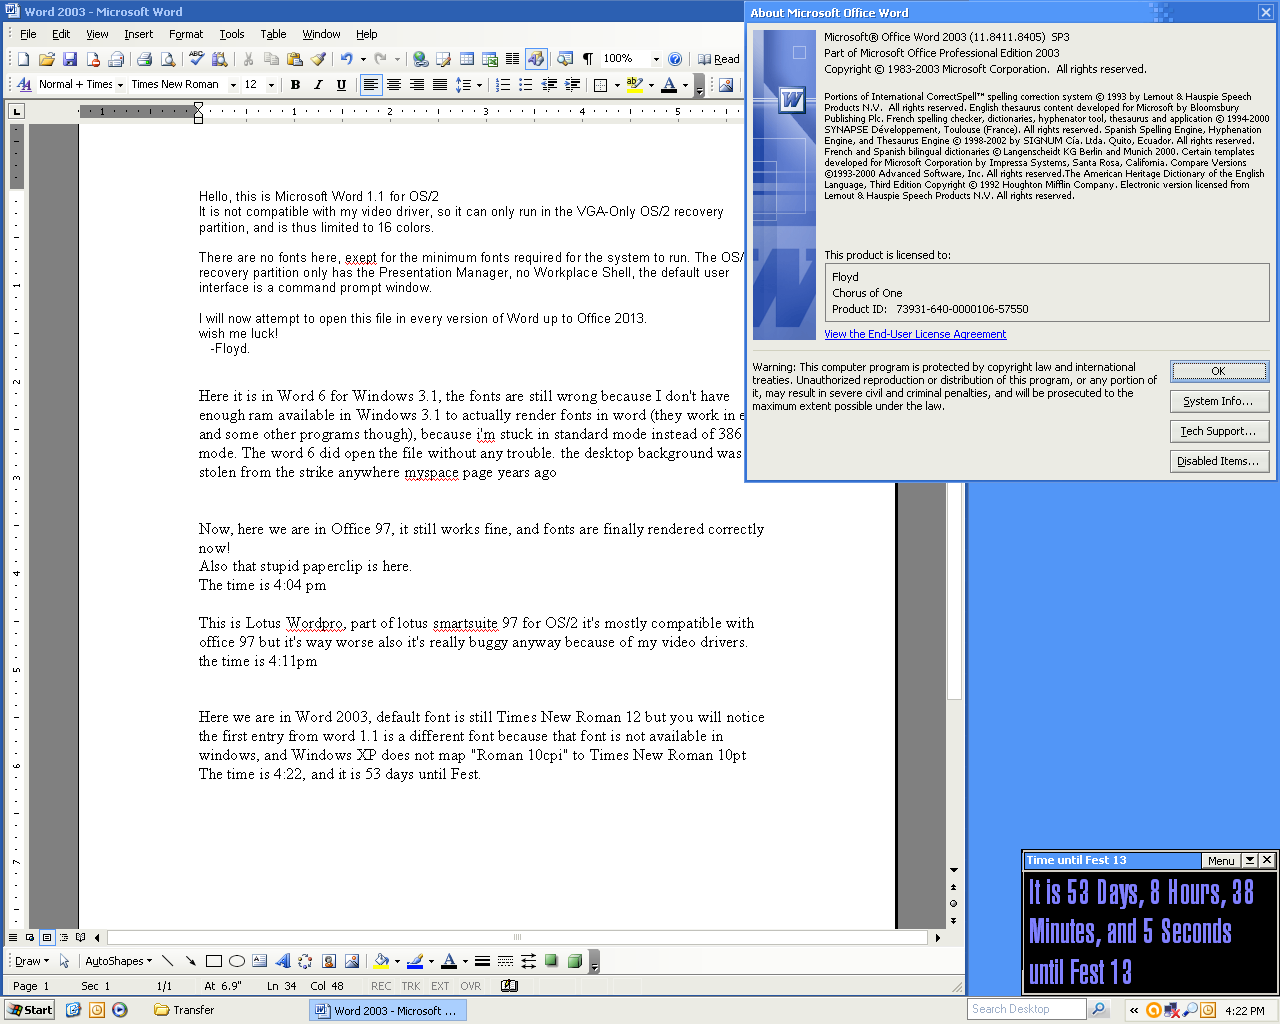 Word 2003 - Microsoft Word
File Edit View Insert Format Tools Table Window Help
100% Read
Normal + Times Times New Roman 12 B I U
1 1 2 3 4 5
Hello, this is Microsoft Word 1.1 for OS/2
It is not compatible with my video driver, so it can only run in the VGA-Only OS/2 recovery
partition, and is thus limited to 16 colors.
There are no fonts here, exept for the minimum fonts required for the system to run. The OS/
recovery partition only has the Presentation Manager, no Workplace Shell, the default user
interface is a command prompt window.
I will now attempt to open this file in every version of Word up to Office 2013.
wish me luck!
-Floyd.
Here it is in Word 6 for Windows 3.1, the fonts are still wrong because I don't have
enough ram available in Windows 3.1 to actually render fonts in word (they work in e
and some other programs though), because i'm stuck in standard mode instead of 386
mode. The word 6 did open the file without any trouble. the desktop background was
stolen from the strike anywhere myspace page years ago
Now, here we are in Office 97, it still works fine, and fonts are finally rendered correctly
now!
Also that stupid paperclip is here.
The time is 4:04 pm
This is Lotus Wordpro, part of lotus smartsuite 97 for OS/2 it's mostly compatible with
office 97 but it's way worse also it's really buggy anyway because of my video drivers.
the time is 4:11pm
Here we are in Word 2003, default font is still Times New Roman 12 but you will notice
the first entry from word 1.1 is a different font because that font is not available in
windows, and Windows XP does not map "Roman 10cpi" to Times New Roman 10pt
The time is 4:22, and it is 53 days until Fest.
1
2
3
4
5
6
7
Draw AutoShapes
Page 1 Sec 1 1/1 At 6.9" Ln 34 Col 48 REC TRK EXT OVR
About Microsoft Office Word
Microsoft® Office Word 2003 (11.8411.8405) SP3
Part of Microsoft Office Professional Edition 2003
Copyright © 1983-2003 Microsoft Corporation. All rights reserved.
Portions of International CorrectSpell™ spelling correction system © 1993 by Lernout & Hauspie Speech
Products N.V. All rights reserved. English thesaurus content developed for Microsoft by Bloomsbury
Publishing Plc. French spelling checker, dictionaries, hyphenator tool, thesaurus and application © 1994-2000
SYNAPSE Développement, Toulouse (France). All rights reserved. Spanish Spelling Engine, Hyphenation
Engine, and Thesaurus Engine © 1998-2002 by SIGNUM Cía. Ltda. Quito, Ecuador. All rights reserved.
French and Spanish bilingual dictionaries © Langenscheidt KG Berlin and Munich 2000. Certain templates
developed for Microsoft Corporation by Impressa Systems, Santa Rosa, California. Compare Versions
©1993-2000 Advanced Software, Inc. All rights reserved.The American Heritage Dictionary of the English
Language, Third Edition Copyright © 1992 Houghton Mifflin Company. Electronic version licensed from
Lernout & Hauspie Speech Products N.V. All rights reserved.
This product is licensed to:
Floyd
Chorus of One
Product ID: 73931-640-0000106-57550
View the End-User License Agreement
Warning: This computer program is protected by copyright law and international
treaties. Unauthorized reproduction or distribution of this program, or any portion of
it, may result in severe civil and criminal penalties, and will be prosecuted to the
maximum extent possible under the law.
OK
System Info...
Tech Support...
Disabled Items...
Time until Fest 13 Menu
It is 53 Days, 8 Hours, 38
Minutes, and 5 Seconds
until Fest 13
Start Transfer Word 2003 - Microsoft ... Search Desktop 4:22 PM